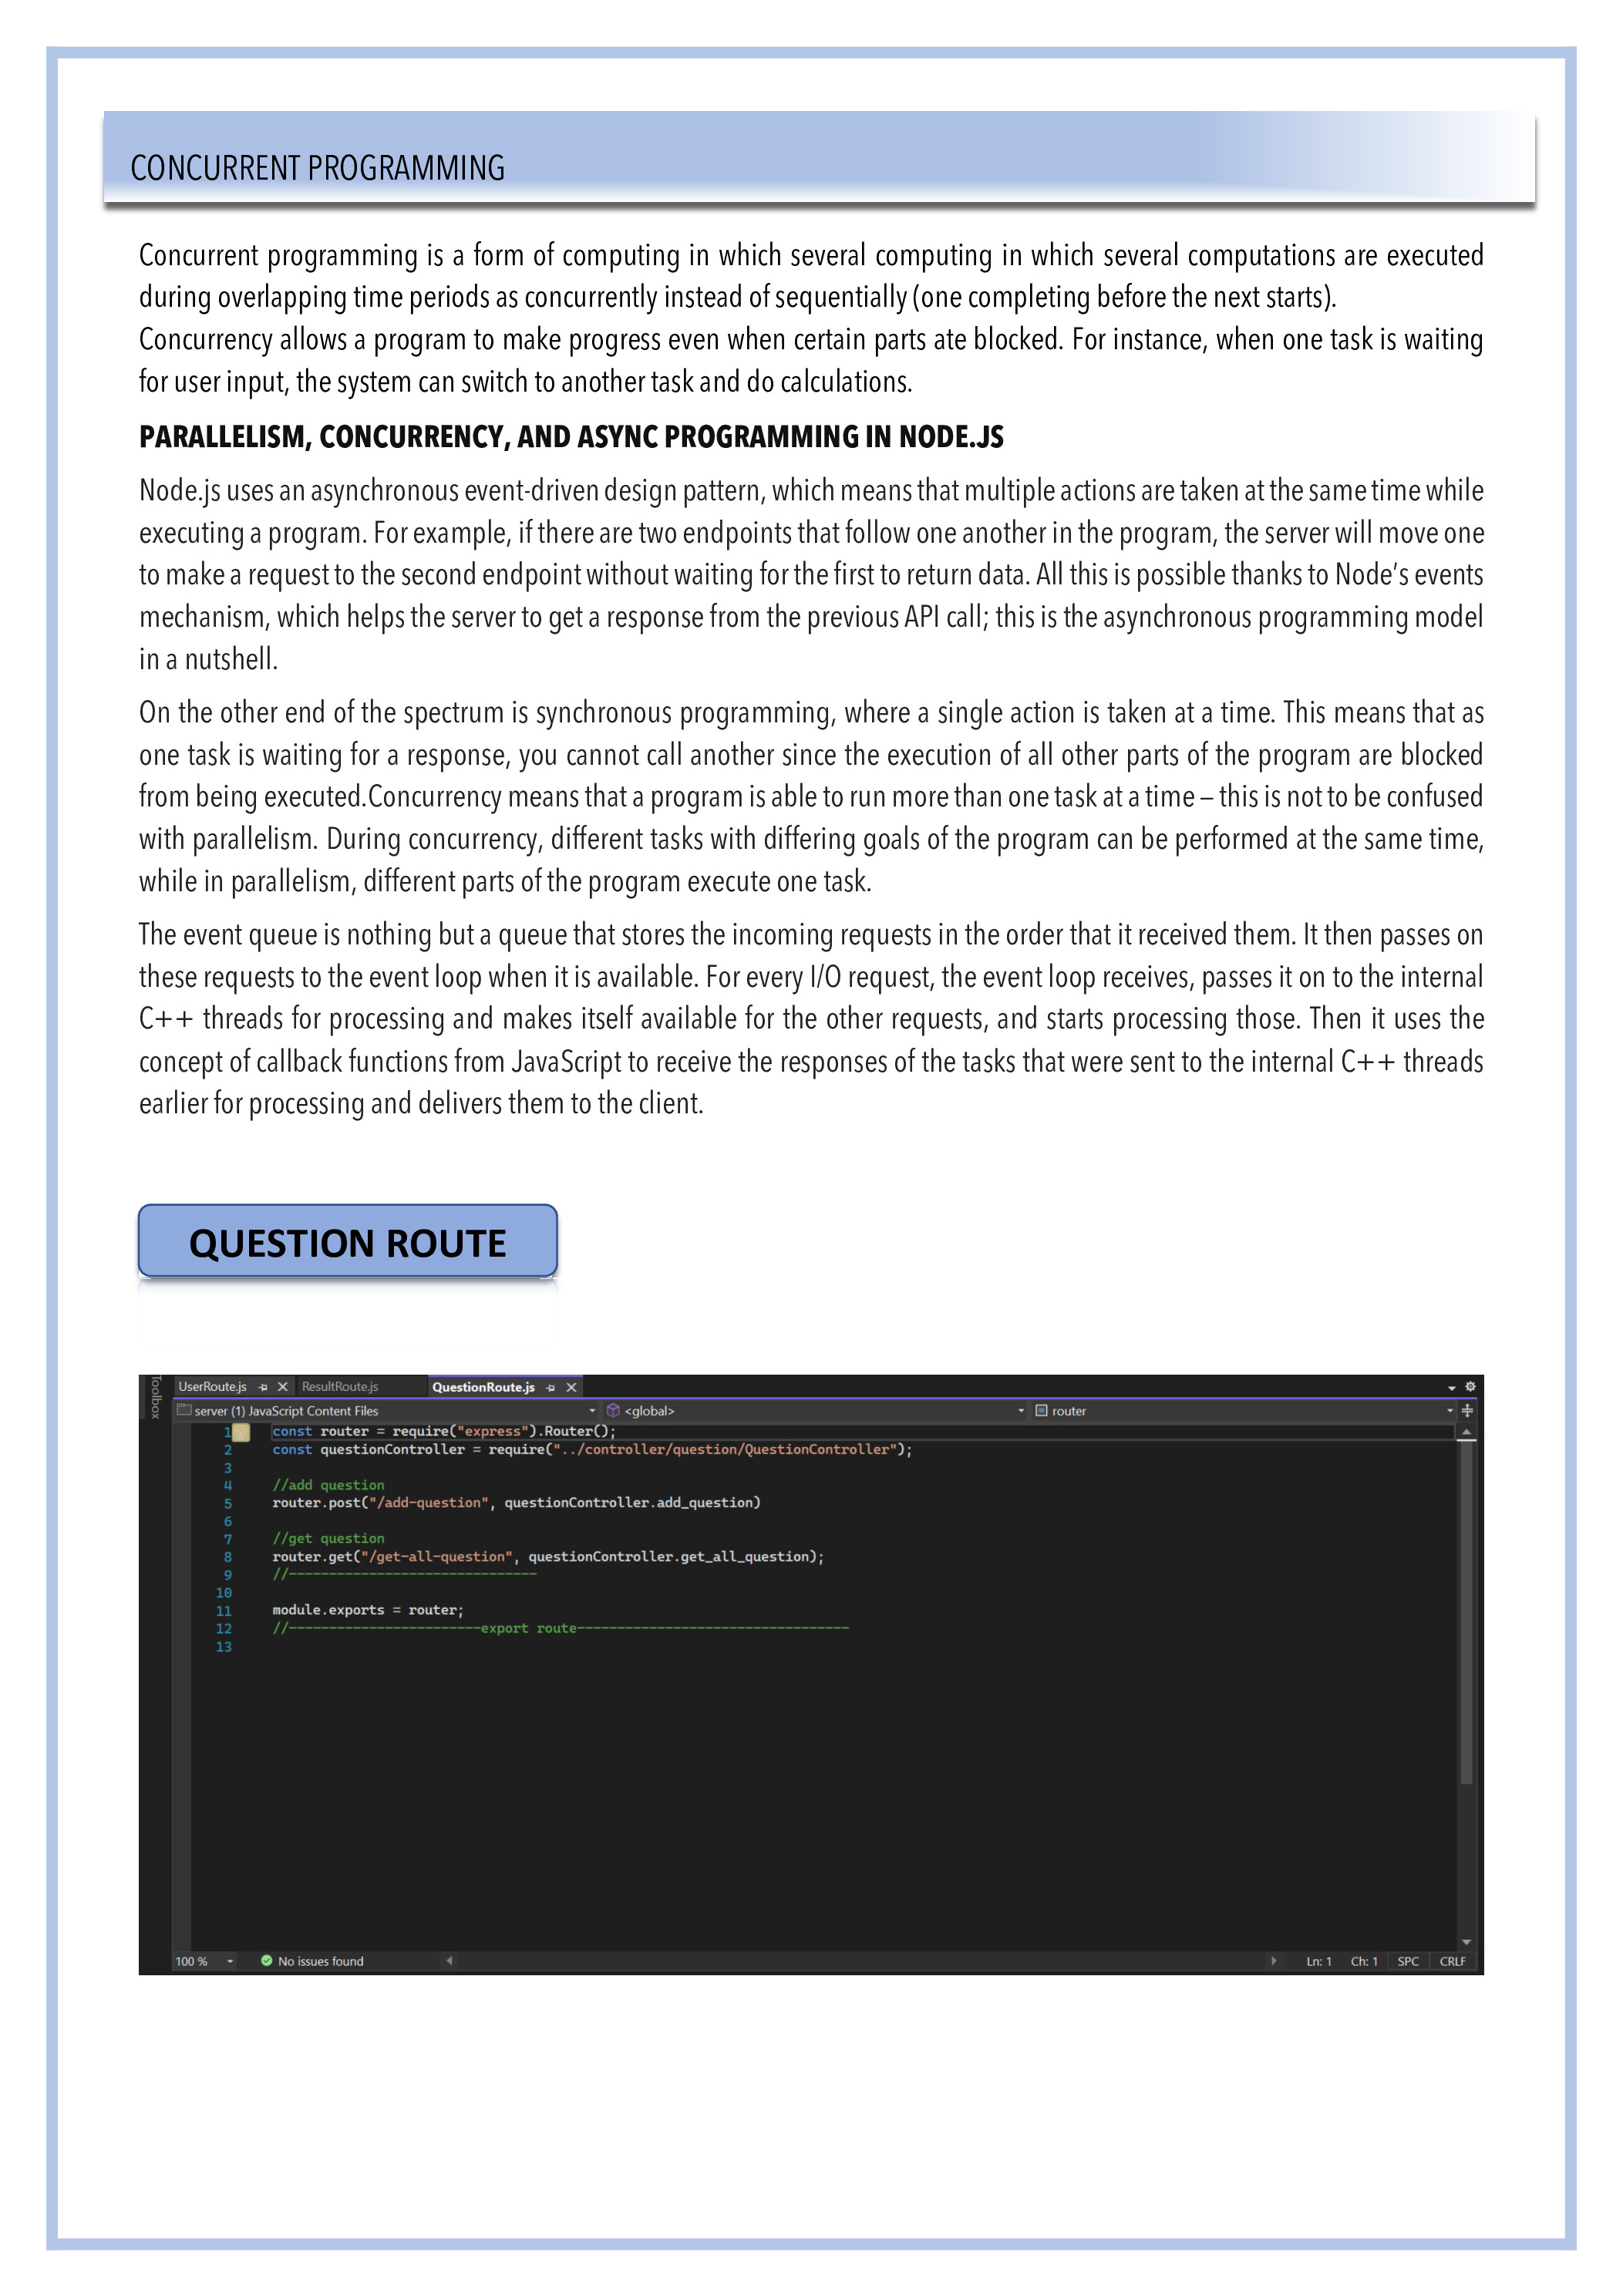 CONCURRENT PROGRAMMING
Concurrent programming is a form of computing in which several computing in which several computations are executed
during overlapping time periods as concurrently instead of sequentially (one completing before the next starts).
Concurrency allows a program to make progress even when certain parts ate blocked. For instance, when one task is waiting
for user input, the system can switch to another task and do calculations.
PARALLELISM, CONCURRENCY, AND ASYNC PROGRAMMING IN NODE.JS
Node.js uses an asynchronous event-driven design pattern, which means that multiple actions are taken at the same time while
executing a program. For example, if there are two endpoints that follow one another in the program, the server will move one
to make a request to the second endpoint without waiting for the first to return data. All this is possible thanks to Node’s events
mechanism, which helps the server to get a response from the previous API call; this is the asynchronous programming model
in a nutshell.
On the other end of the spectrum is synchronous programming, where a single action is taken at a time. This means that as
one task is waiting for a response, you cannot call another since the execution of all other parts of the program are blocked
from being executed.Concurrency means that a program is able to run more than one task at a time – this is not to be confused
with parallelism. During concurrency, different tasks with differing goals of the program can be performed at the same time,
while in parallelism, different parts of the program execute one task.
The event queue is nothing but a queue that stores the incoming requests in the order that it received them. It then passes on
these requests to the event loop when it is available. For every I/O request, the event loop receives, passes it on to the internal
C++ threads for processing and makes itself available for the other requests, and starts processing those. Then it uses the
concept of callback functions from JavaScript to receive the responses of the tasks that were sent to the internal C++ threads
earlier for processing and delivers them to the client.
QUESTION ROUTE
Toolbox
UserRoute.js ResultRoute.js QuestionRoute.js
server (1) JavaScript Content Files <global> router
1 const router = require("express").Router();
2 const questionController = require("../controller/question/QuestionController");
3
4 //add question
5 router.post("/add-question", questionController.add_question)
6
7 //get question
8 router.get("/get-all-question", questionController.get_all_question);
9 //-------------------------------
10
11 module.exports = router;
12 //------------------------export route----------------------------------
13
100 % No issues found Ln: 1 Ch: 1 SPC CRLF